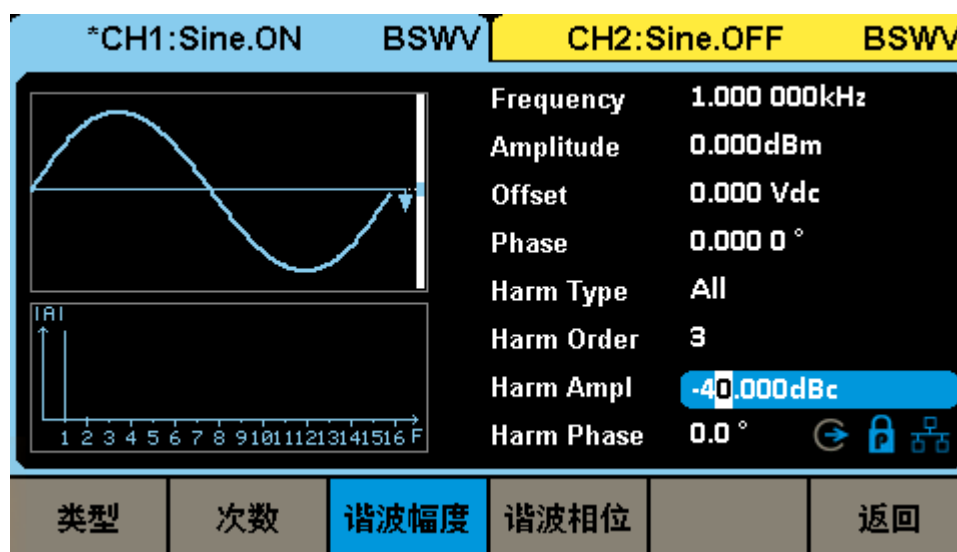 *CH1:Sine.ON BSWV CH2:Sine.OFF BSWV
Frequency 1.000 000kHz
Amplitude 0.000dBm
Offset 0.000 Vdc
Phase 0.000 0 °
Harm Type All
|A|
Harm Order 3
Harm Ampl -40.000dBc
1 2 3 4 5 6 7 8 9 10 11 12 13 14 15 16 F
Harm Phase 0.0 °
P
类型 次数 谐波幅度 谐波相位 返回